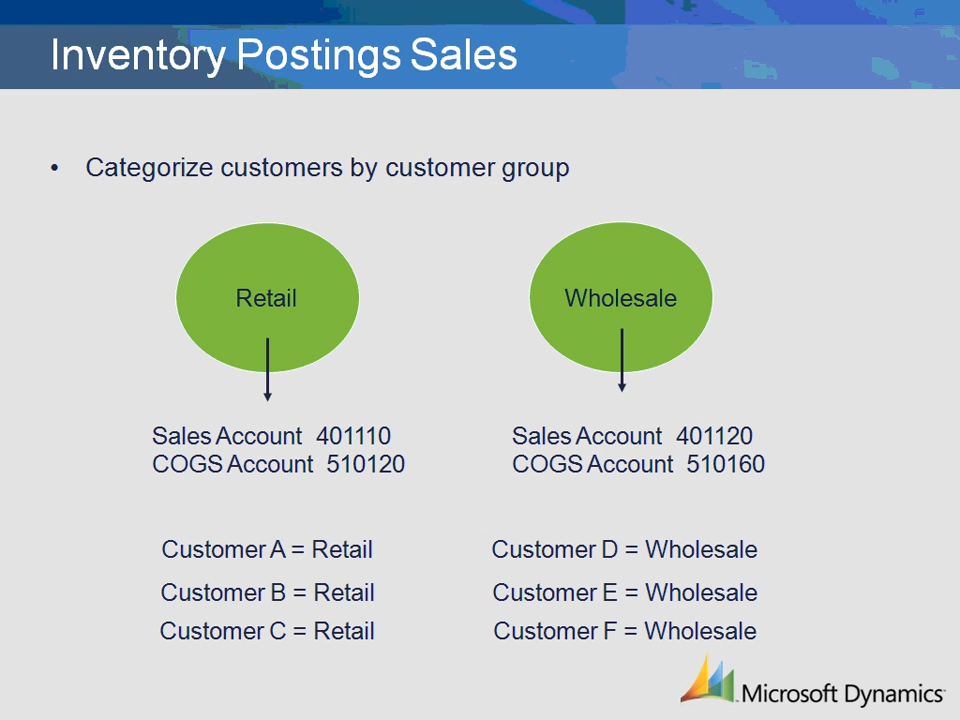 Inventory Postings Sales
• Categorize customers by customer group
Retail
Wholesale
Sales Account 401110
COGS Account 510120
Sales Account 401120
COGS Account 510160
Customer A = Retail
Customer B = Retail
Customer C = Retail
Customer D = Wholesale
Customer E = Wholesale
Customer F = Wholesale
Microsoft Dynamics™